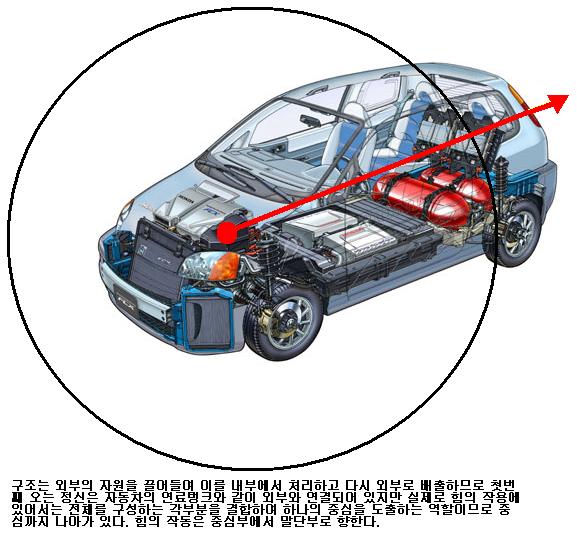 HONDA
FCX
구조는 외부의 자원을 끌어들여 이를 내부에서 처리하고 다시 외부로 배출하므로 첫번
째 오는 정신은 자동차의 연료탱크와 같이 외부와 연결되어 있지만 실제로 힘의 작용에
있어서는 전체를 구성하는 각부분을 결합하여 하나의 중심을 도출하는 역할이므로 중
심까지 나아가 있다. 힘의 작동은 중심부에서 말단부로 향한다.